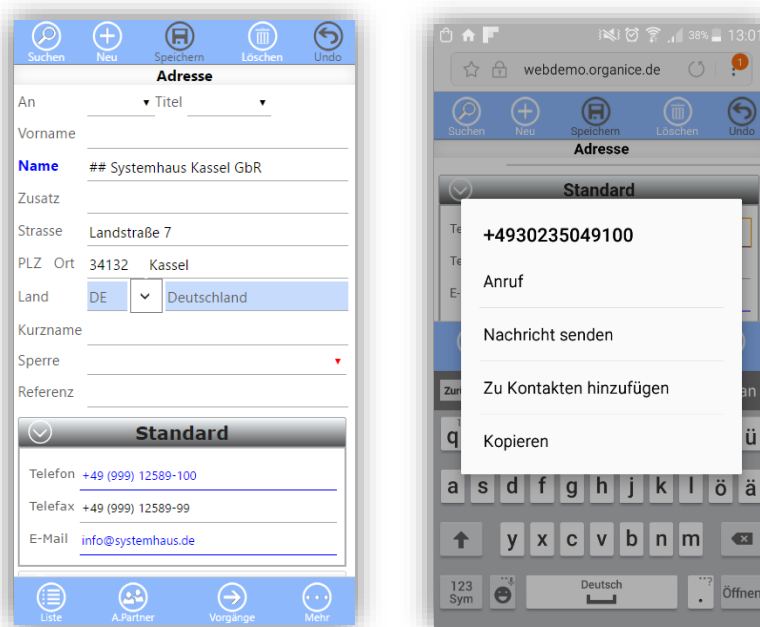 Suchen Neu Speichern Löschen Undo
Adresse
An Titel
Vorname
Name ## Systemhaus Kassel GbR
Zusatz
Strasse Landstraße 7
PLZ Ort 34132 Kassel
Land DE Deutschland
Kurzname
Sperre
Referenz
Standard
Telefon +49 (999) 12589-100
Telefax +49 (999) 12589-99
E-Mail info@systemhaus.de
Liste A.Partner Vorgänge Mehr
38% 13:01
webdemo.organice.de 1
Suchen Neu Speichern Löschen Undo
Adresse
Standard
Te
+4930235049100
Te
Anruf
E-
Nachricht senden
Zu Kontakten hinzufügen
Kopieren
q ü
a s d f g h j k l ö ä
y x c v b n m
123
Sym
Deutsch
. Öffnen